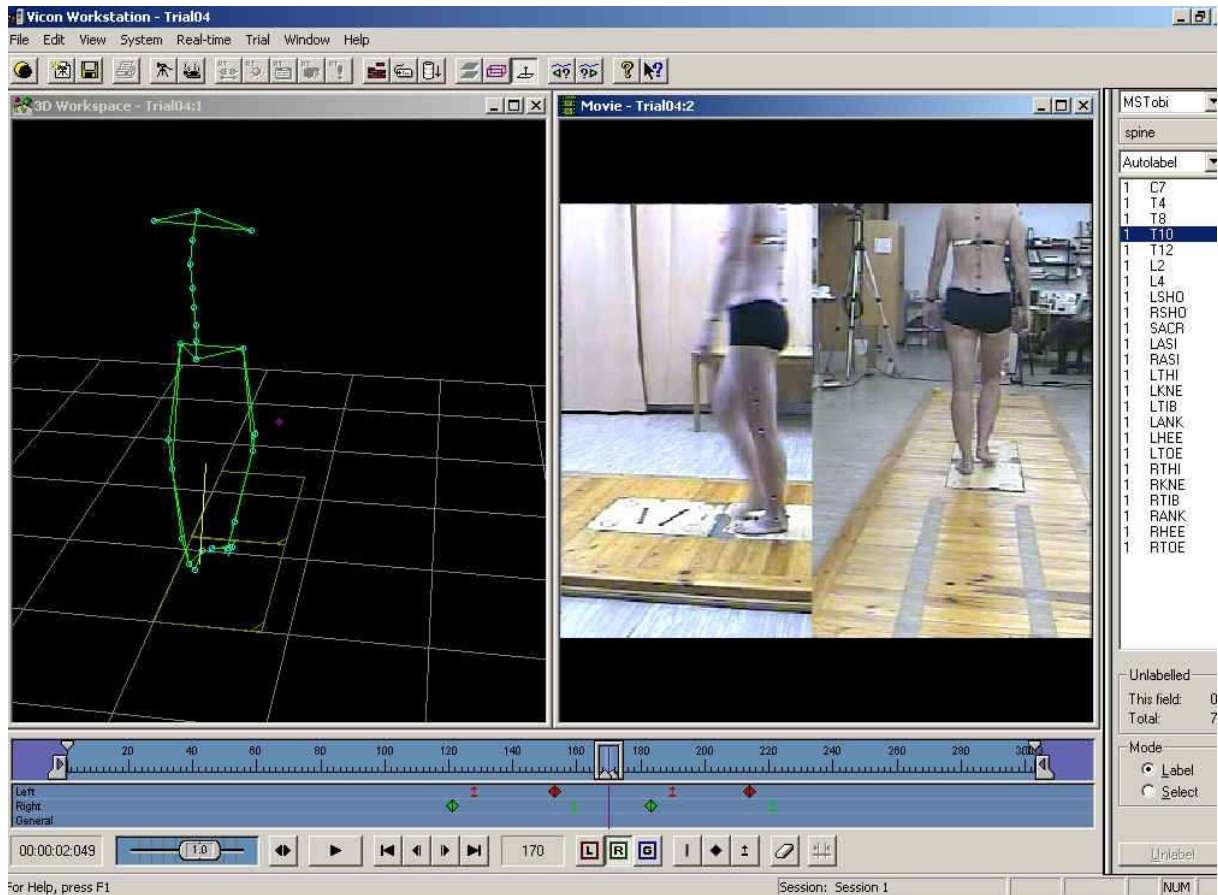 Vicon Workstation - Trial04
File Edit View System Real-time Trial Window Help
3D Workspace - Trial04:1
Movie - Trial04:2
MSTobi
spine
Autolabel
1 C7
1 T4
1 T8
1 T10
1 T12
1 L2
1 L4
1 LSHO
1 RSHO
1 SACR
1 LASI
1 RASI
1 LTHI
1 LKNE
1 LTIB
1 LANK
1 LHEE
1 LTOE
1 RTHI
1 RKNE
1 RTIB
1 RANK
1 RHEE
1 RTOE
Unlabelled
This field: 0
Total: 7
Mode
Label
Select
Unlabel
20 40 60 80 100 120 140 160 180 200 220 240 260 280
Left
Right
General
00:00:02:049
1.0
170
L R G
For Help, press F1
Session: Session 1
NUM